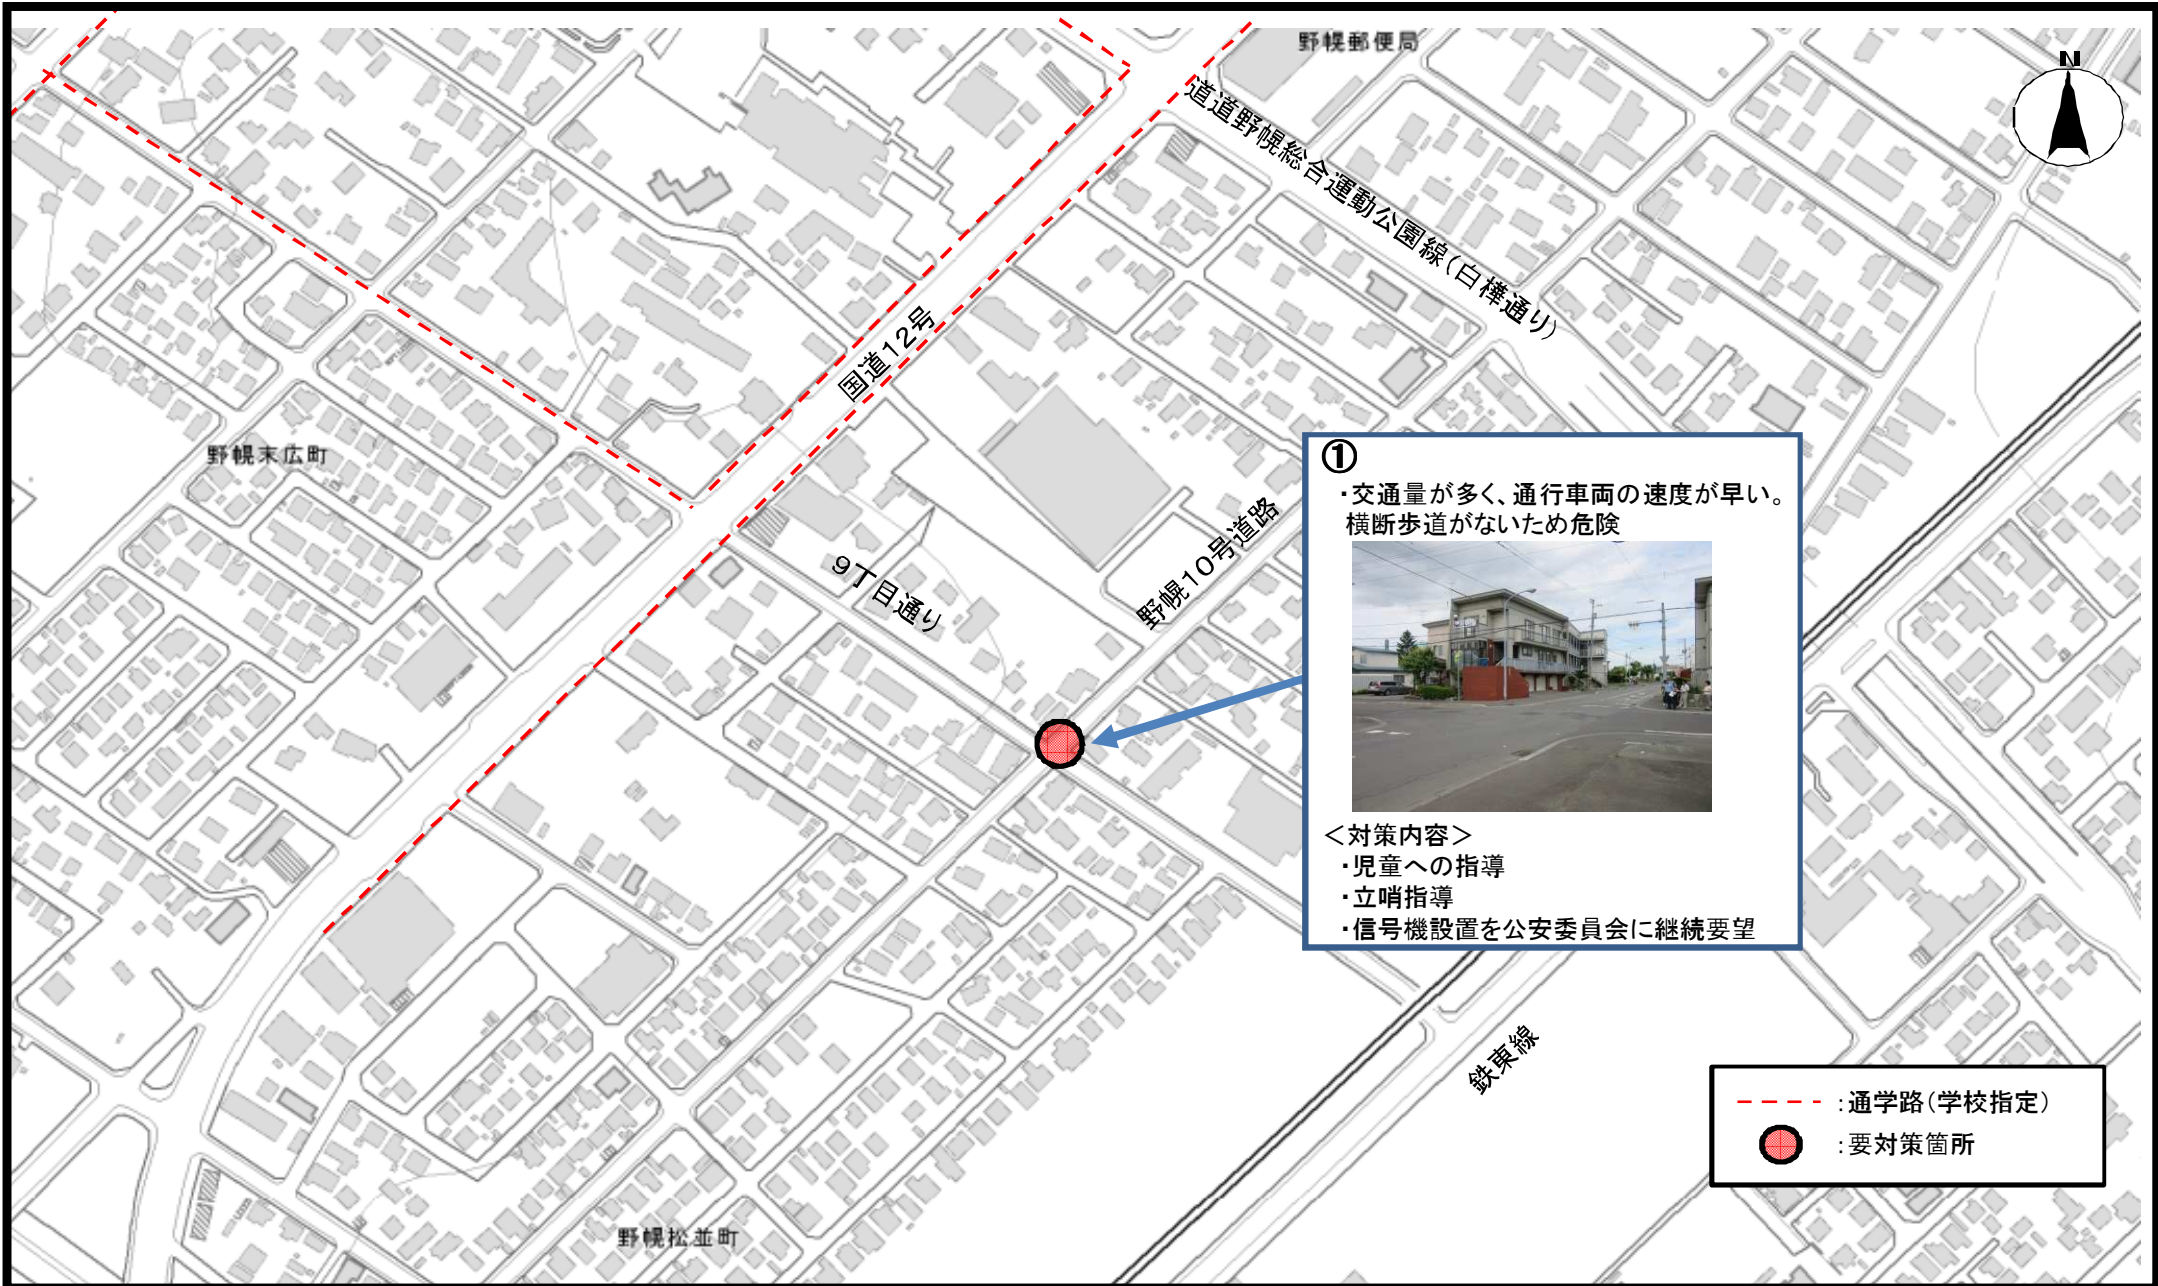 野幌郵便局
N
道道野幌総合運動公園線(白樺通り)
国道12号
野幌末広町
9丁目通り
野幌10号道路
①
・交通量が多く、通行車両の速度が早い。
横断歩道がないため危険
<対策内容>
・児童への指導
・立哨指導
・信号機設置を公安委員会に継続要望
鉄東線
:通学路(学校指定)
:要対策箇所
野幌松並町